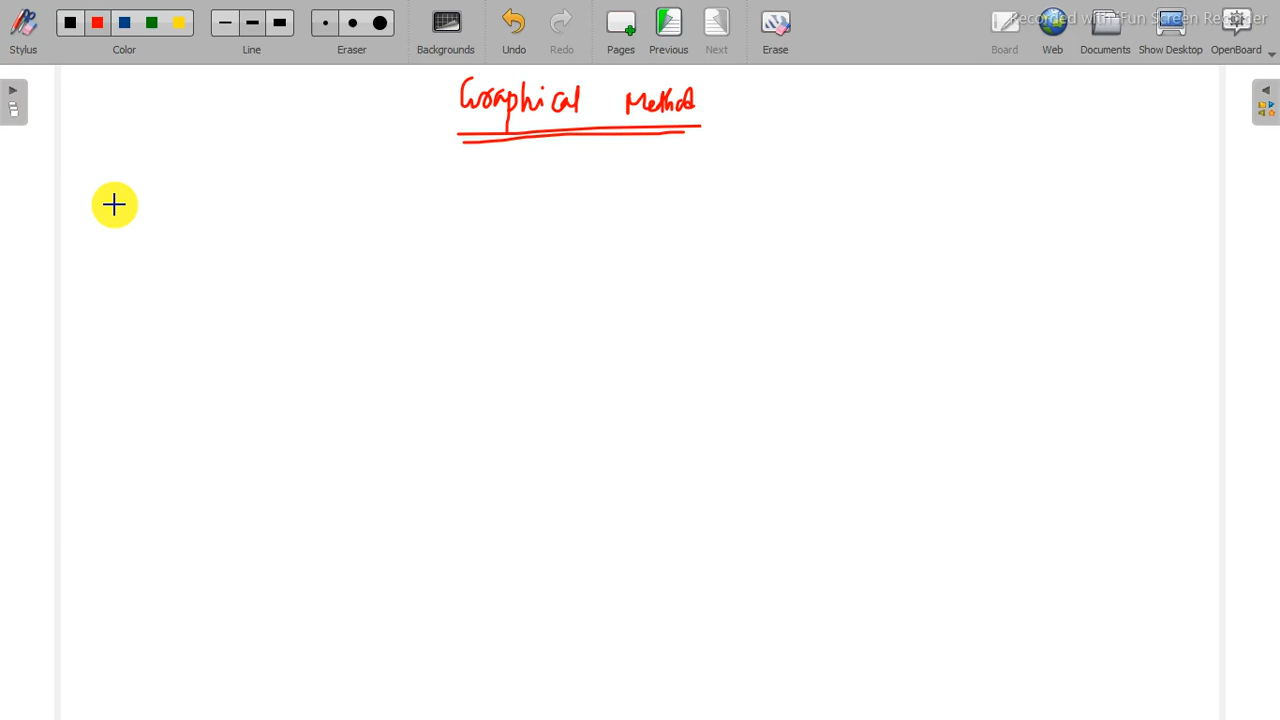 Stylus Color Line Eraser Backgrounds Undo Redo Pages Previous Next Erase Board Web Documents Show Desktop OpenBoard
Recorded with Fun Screen Recorder
Graphical Method